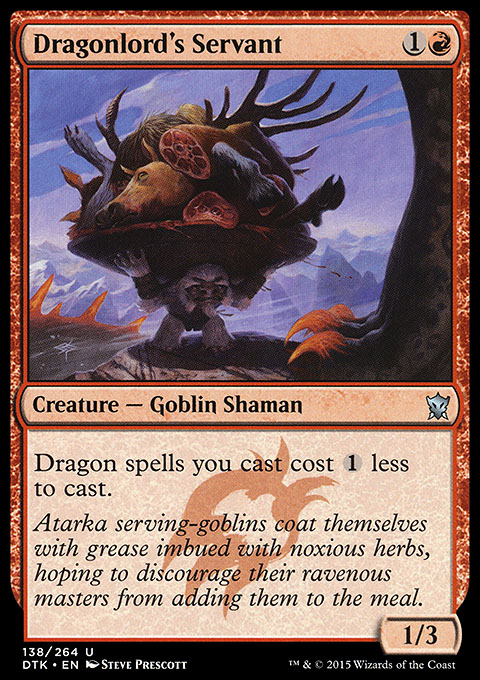 Dragonlord's Servant 1
Creature — Goblin Shaman
Dragon spells you cast cost 1 less
to cast.
Atarka serving-goblins coat themselves
with grease imbued with noxious herbs,
hoping to discourage their ravenous
masters from adding them to the meal.
1/3
138/264 U
DTK • EN Steve Prescott
™ & © 2015 Wizards of the Coast